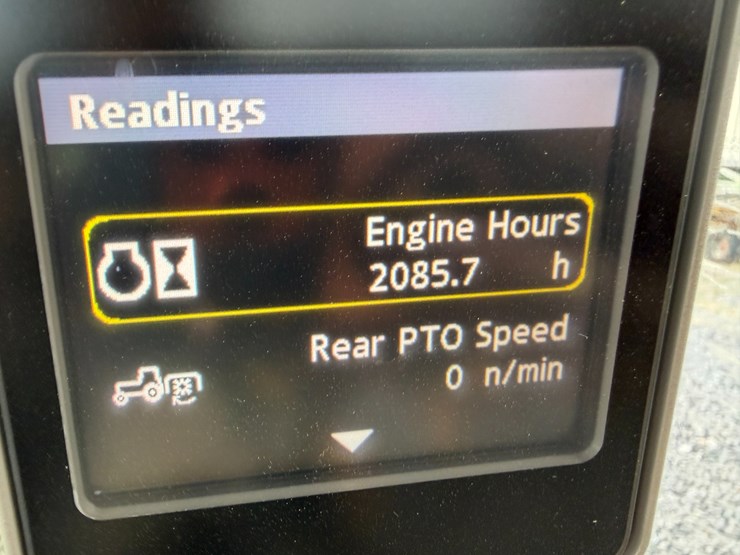 Readings
Engine Hours
2085.7 h
Rear PTO Speed
0 n/min